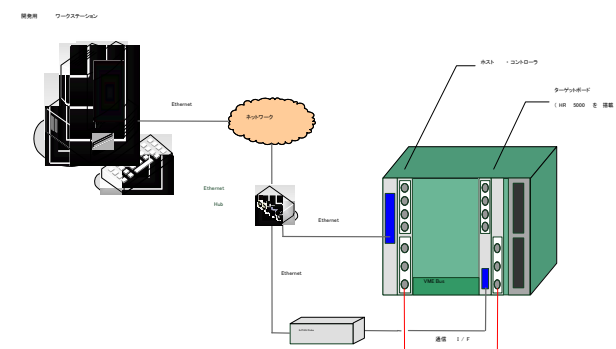 開発用 ワークステーション
ホスト ・コントローラ
ターゲットボード
( HR 5000 を 搭載
Ethernet
ネットワーク
Ethernet
Hub
Ethernet
Ethernet
VME Bus
通信 I / F